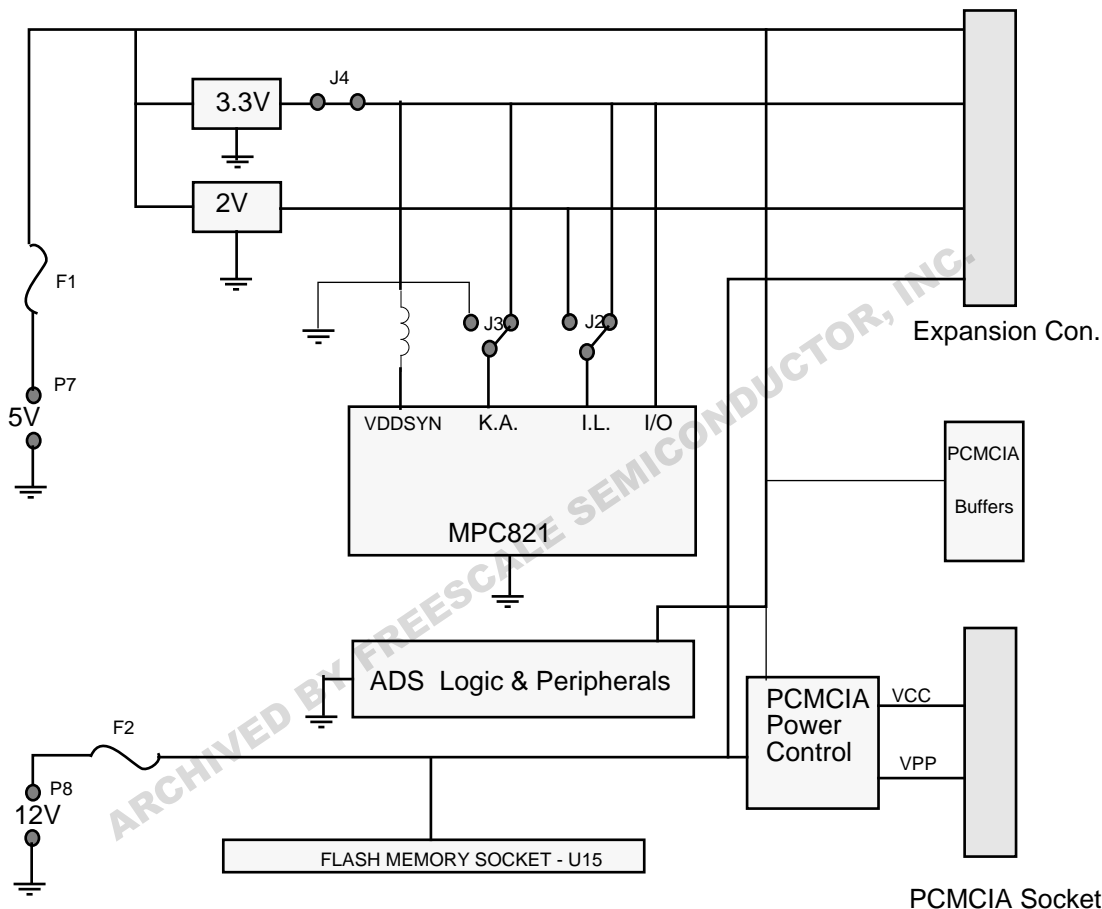 J4
3.3V
2V
F1
J3
J2
Expansion Con.
P7
5V
VDDSYN K.A. I.L. I/O
PCMCIA
Buffers
MPC821
ADS Logic & Peripherals
PCMCIA
Power
Control
VCC
VPP
F2
P8
12V
FLASH MEMORY SOCKET - U15
PCMCIA Socket
ARCHIVED BY FREESCALE SEMICONDUCTOR, INC.